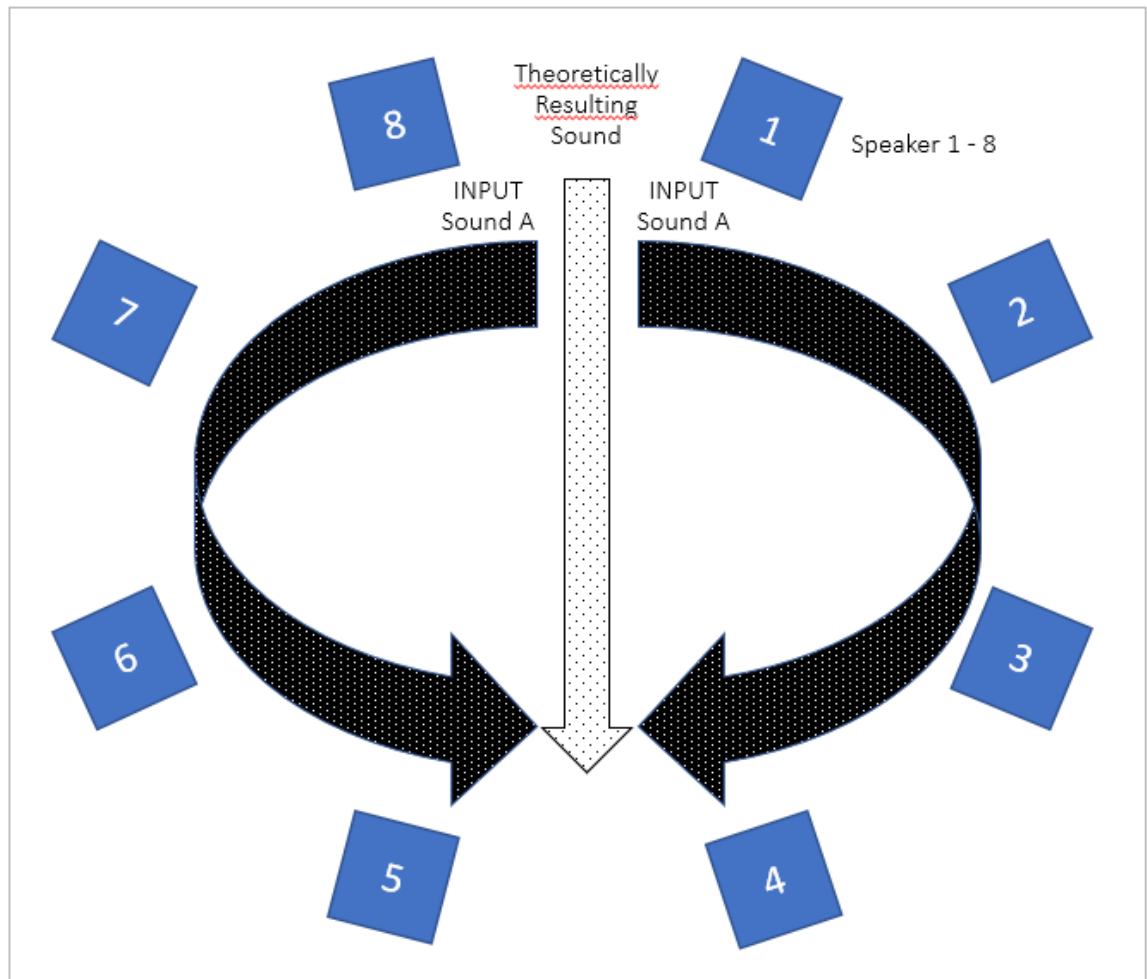 Theoretically
Resulting
Sound
8
1
Speaker 1 - 8
INPUT
Sound A
INPUT
Sound A
7
2
6
3
5
4